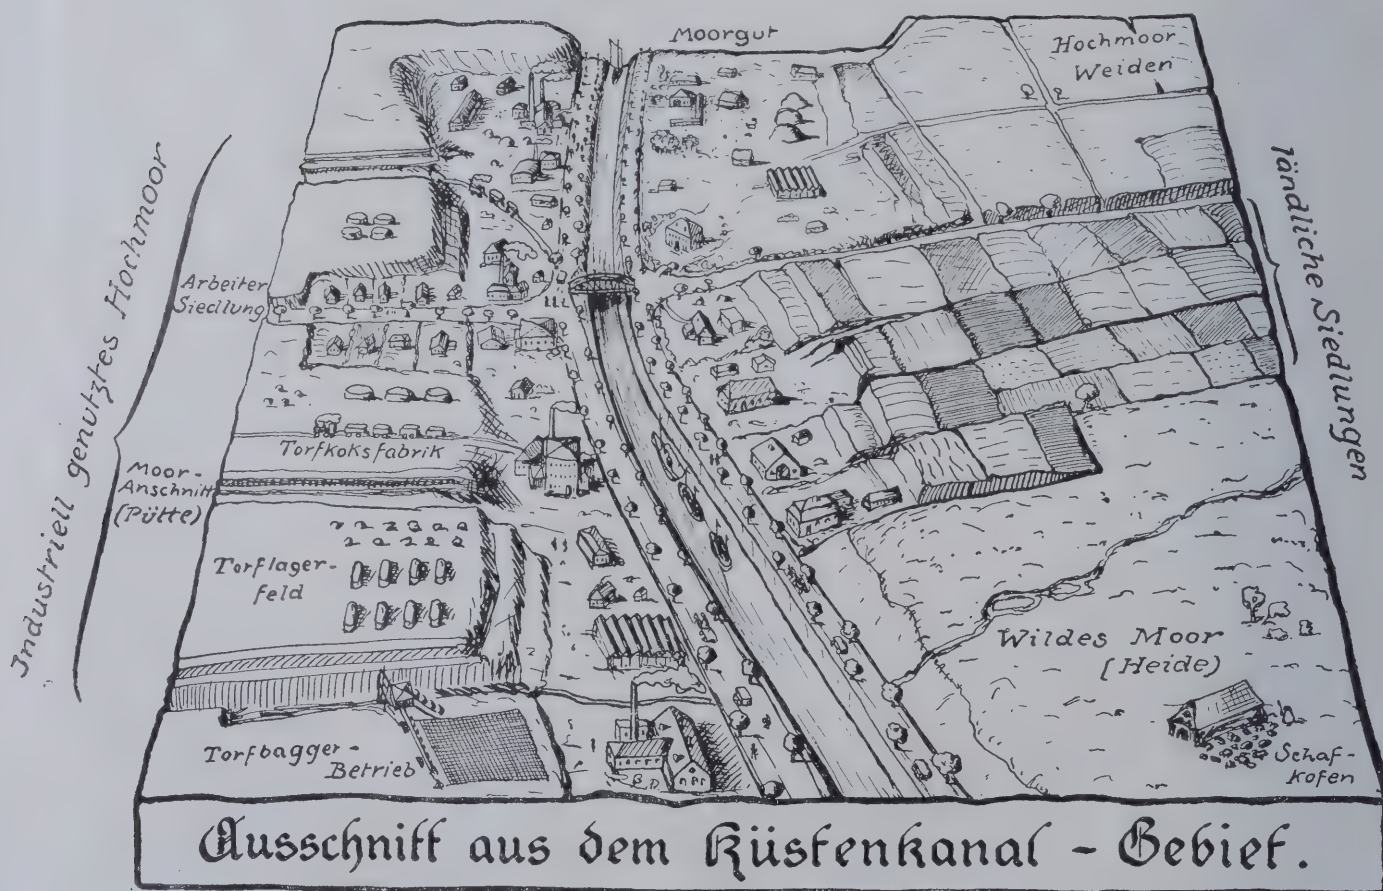 Moorgut
Hochmoor
Weiden
Industriell genutztes Hochmoor
ländliche Siedlungen
Arbeiter
Siedlung
Torfkoksfabrik
Moor-
Anschnitt
(Pütte)
Torflager-
feld
Wildes Moor
(Heide)
Torfbagger-
Betrieb
Schaf-
kofen
Ausschnitt aus dem Küstenkanal - Gebiet.